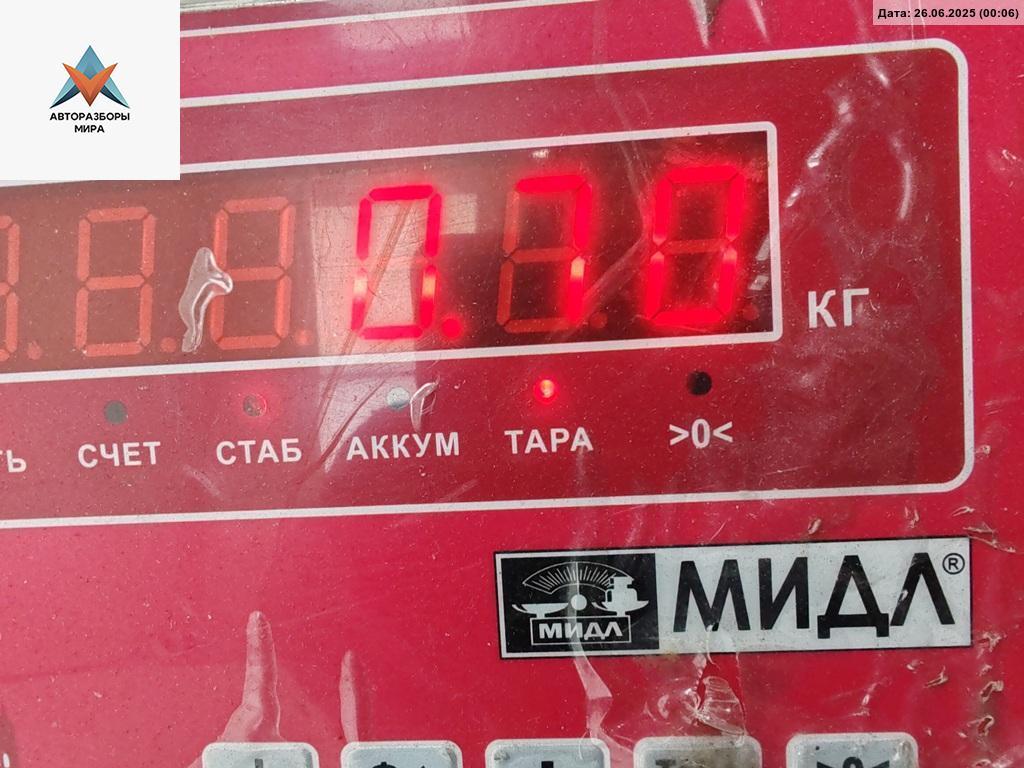 Дата: 26.06.2025 (00:06)
АВТОРАЗБОРЫ
МИРА
0.70
КГ
СЧЕТ СТАБ АККУМ ТАРА >0<
МИДЛ
МИДЛ®